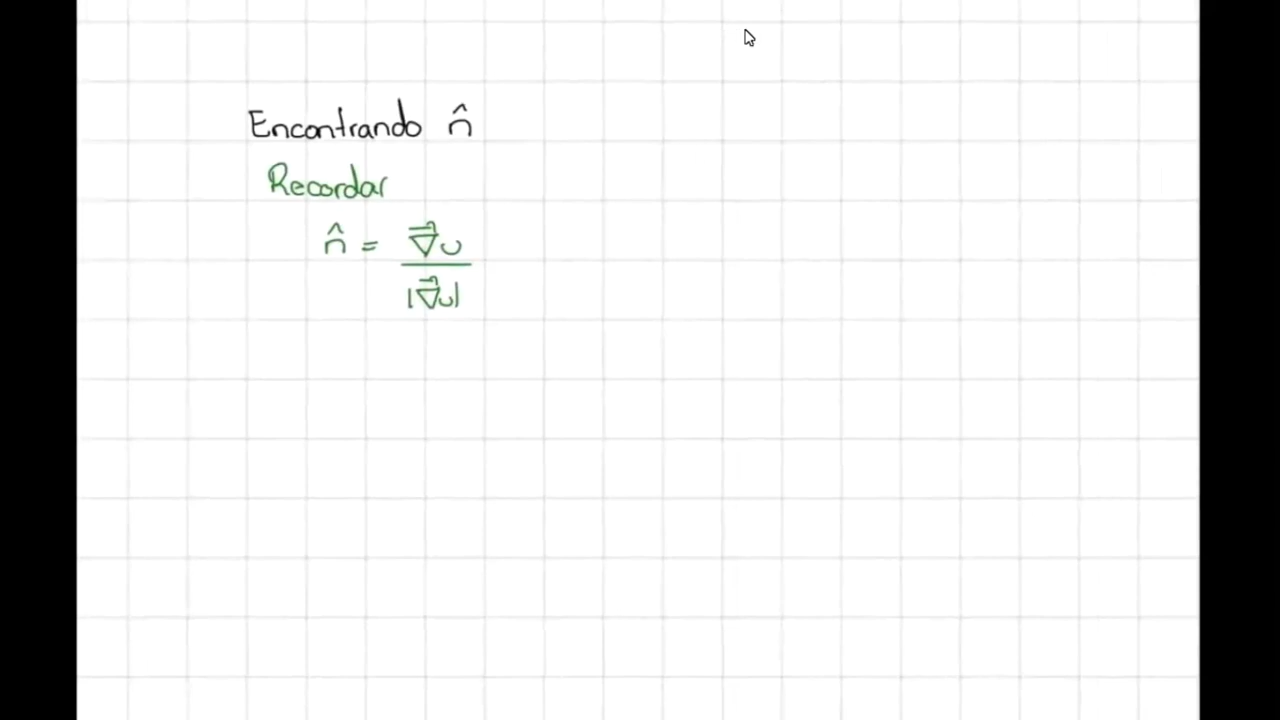 Encontrando n̂
Recordar
n̂ = ∇⃗u / |∇⃗u|